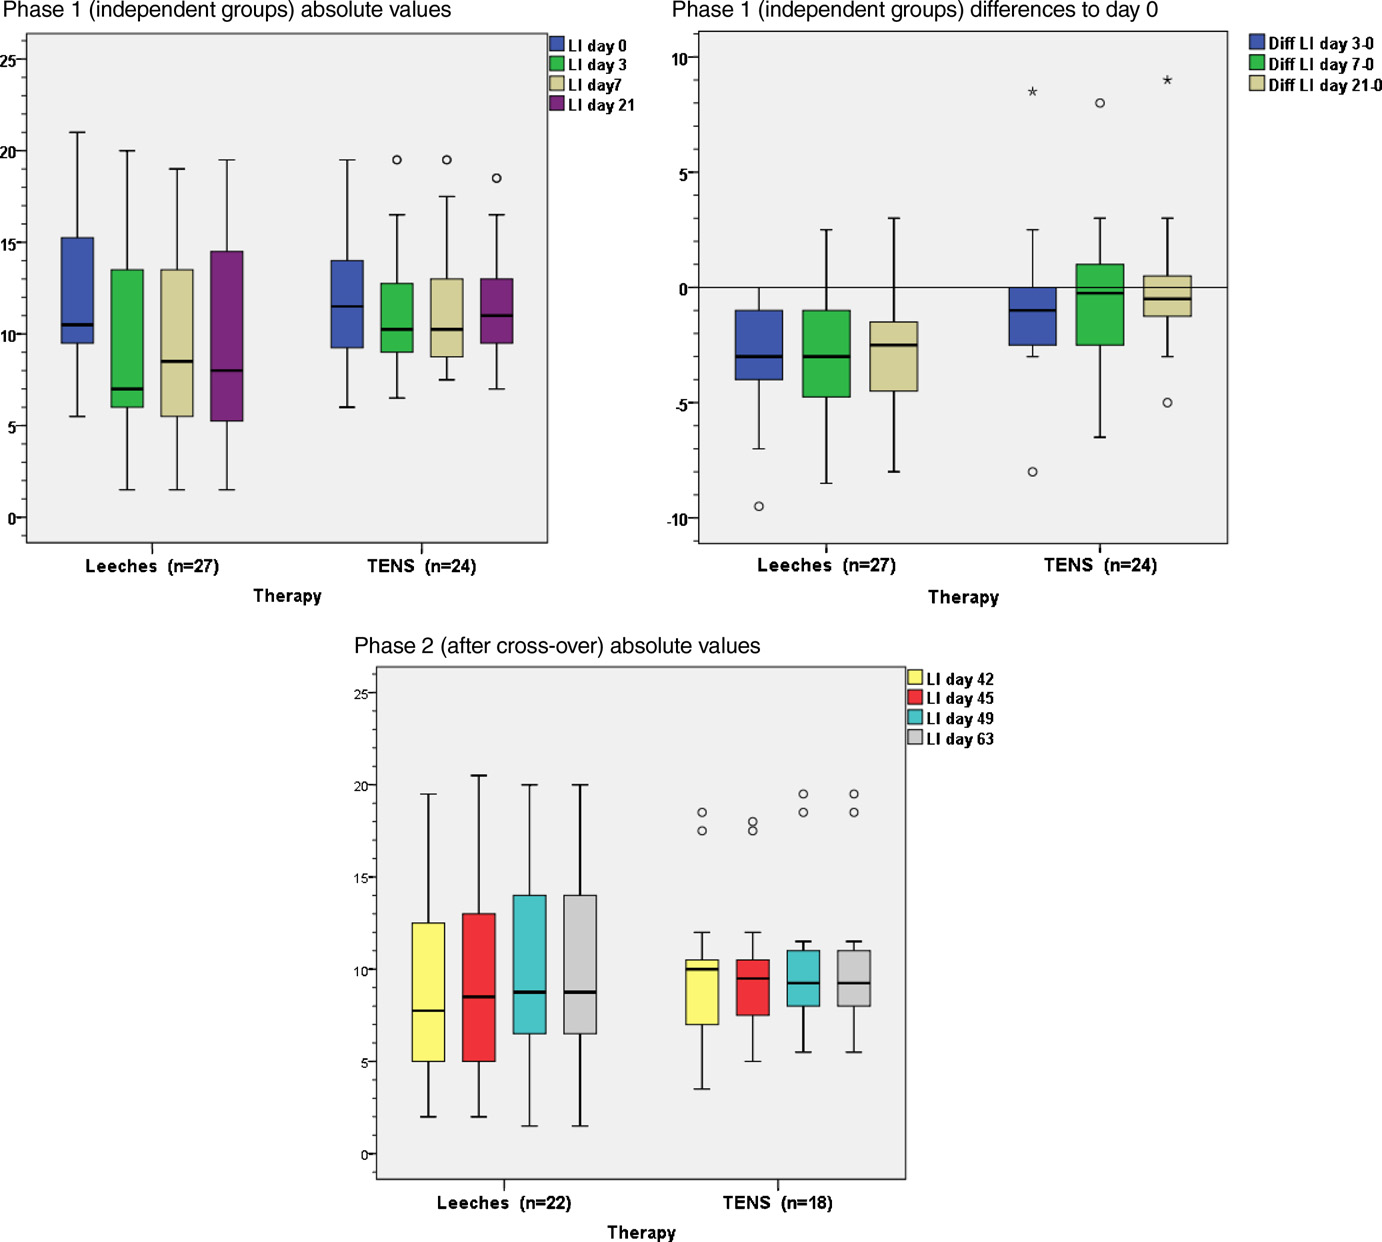 Phase 1 (independent groups) absolute values
25
20
15
10
5
0
LI day 0
LI day 3
LI day7
LI day 21
Leeches (n=27)
TENS (n=24)
Therapy
Phase 1 (independent groups) differences to day 0
10
5
0
-5
-10
Diff LI day 3-0
Diff LI day 7-0
Diff LI day 21-0
Leeches (n=27)
TENS (n=24)
Therapy
Phase 2 (after cross-over) absolute values
25
20
15
10
5
0
LI day 42
LI day 45
LI day 49
LI day 63
Leeches (n=22)
TENS (n=18)
Therapy